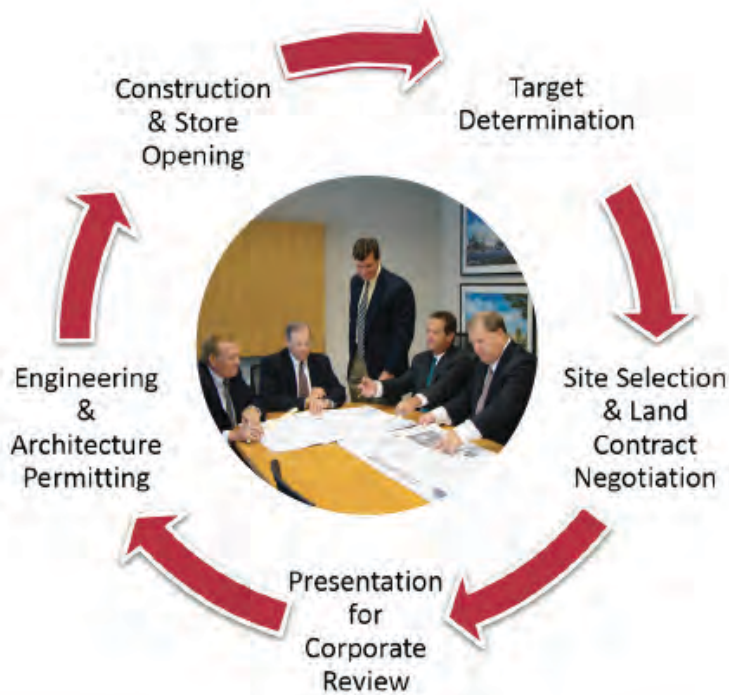 Construction
& Store
Opening
Target
Determination
Site Selection
& Land
Contract
Negotiation
Presentation
for
Corporate
Review
Engineering
&
Architecture
Permitting